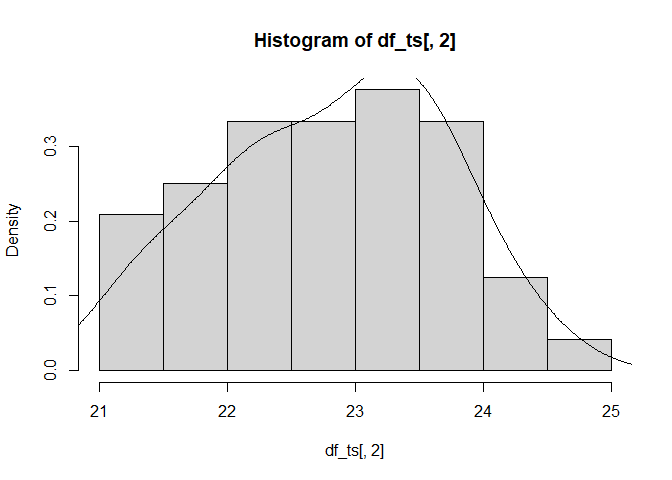 Histogram of df_ts[, 2]
Density
0.3
0.2
0.1
0.0
21 22 23 24 25
df_ts[, 2]